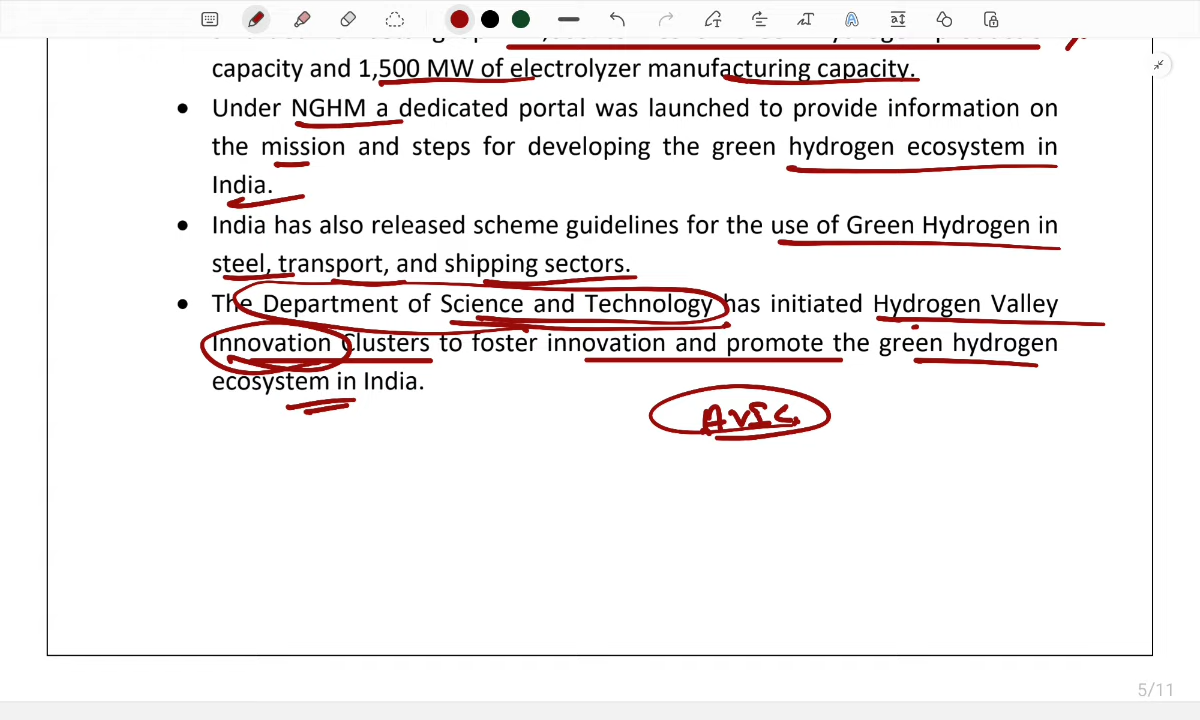 capacity and 1,500 MW of electrolyzer manufacturing capacity.
• Under NGHM a dedicated portal was launched to provide information on
the mission and steps for developing the green hydrogen ecosystem in
India.
• India has also released scheme guidelines for the use of Green Hydrogen in
steel, transport, and shipping sectors.
• The Department of Science and Technology has initiated Hydrogen Valley
Innovation Clusters to foster innovation and promote the green hydrogen
ecosystem in India.
5/11